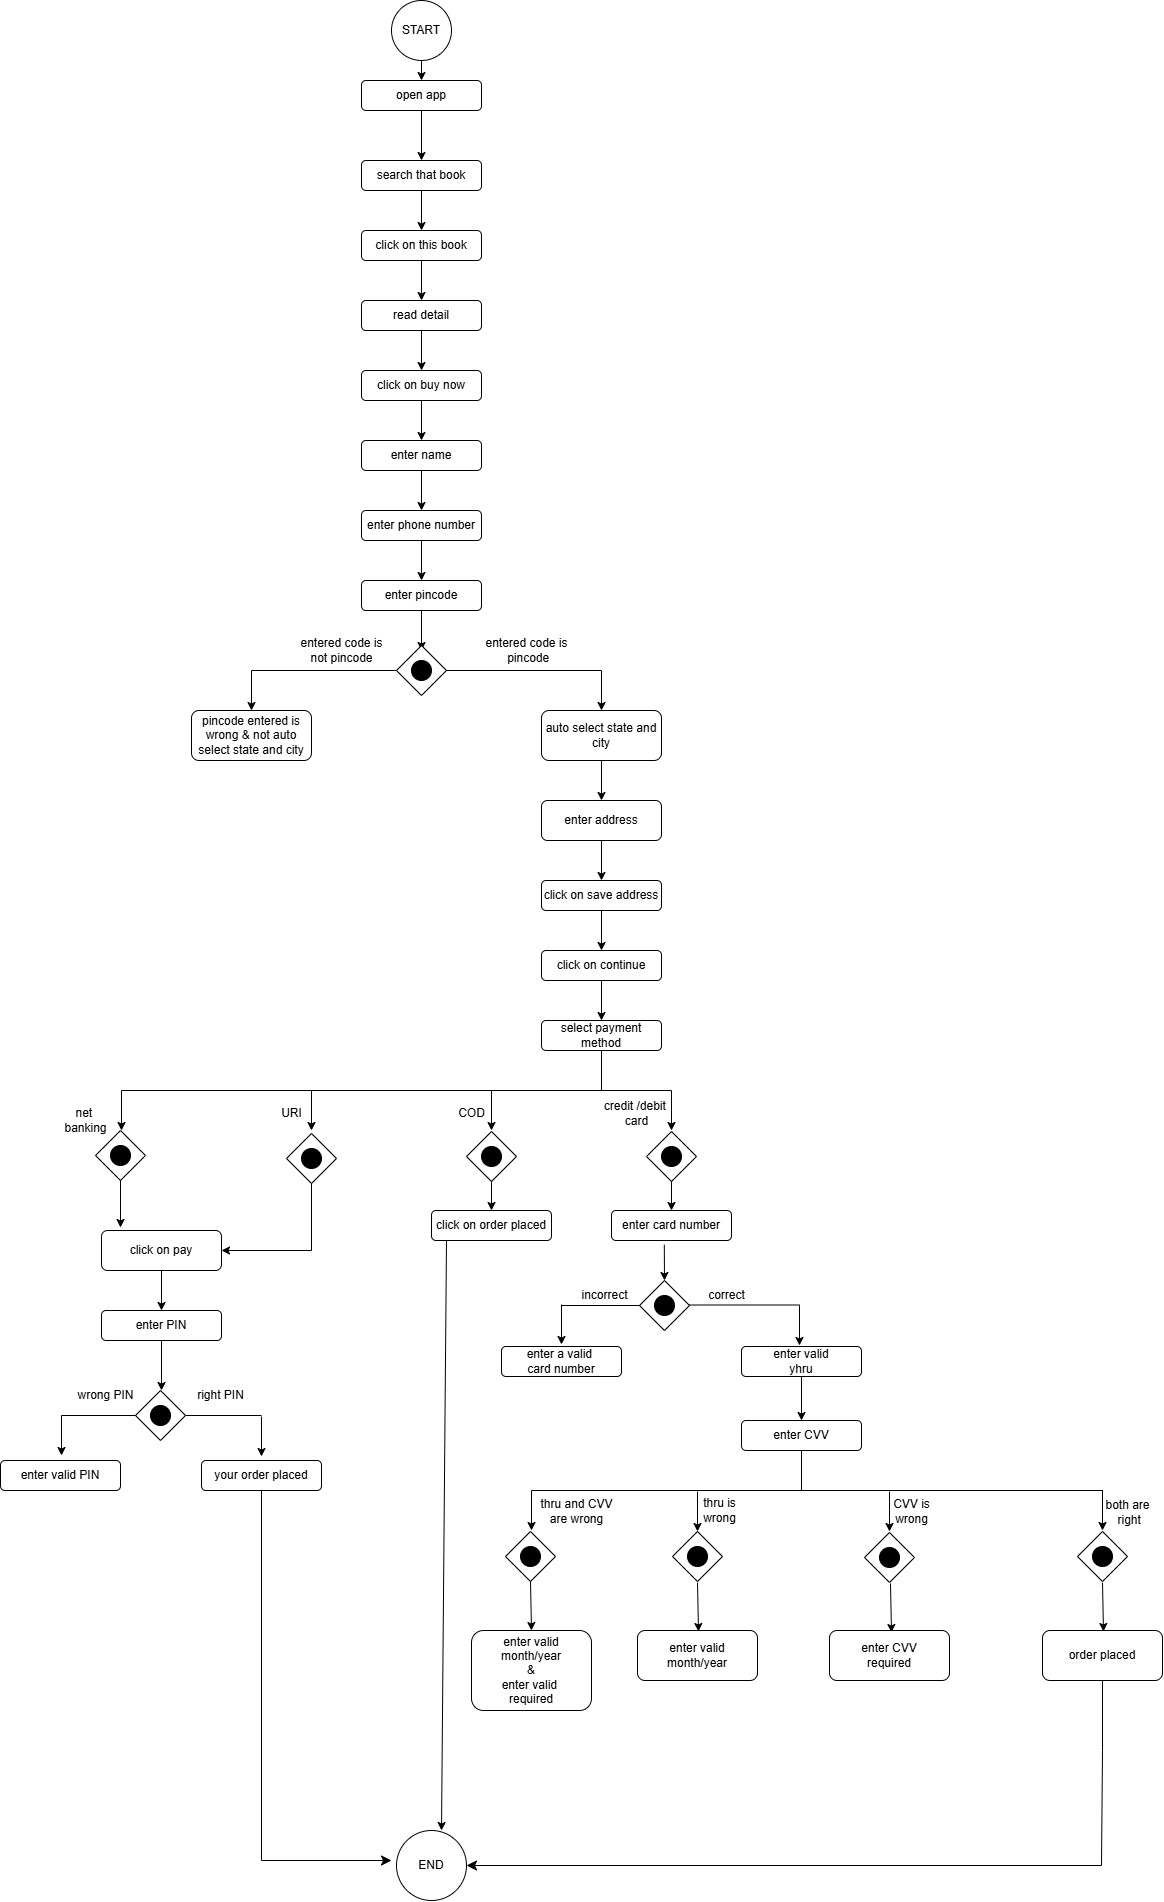 START
open app
search that book
click on this book
read detail
click on buy now
enter name
enter phone number
enter pincode
entered code is
not pincode
entered code is
pincode
pincode entered is
wrong & not auto
select state and city
auto select state and
city
enter address
click on save address
click on continue
select payment
method
net
banking
URI
COD
credit /debit
card
click on pay
click on order placed
enter card number
incorrect
correct
enter PIN
enter a valid
card number
enter valid
yhru
wrong PIN
right PIN
enter CVV
enter valid PIN
your order placed
thru and CVV
are wrong
thru is
wrong
CVV is
wrong
both are
right
enter valid
month/year
&
enter valid
required
enter valid
month/year
enter CVV
required
order placed
END